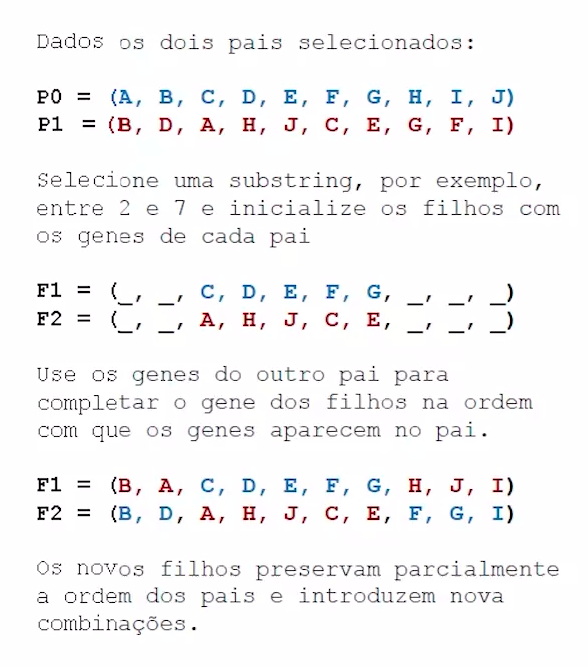 Dados os dois pais selecionados:
P0 = (A, B, C, D, E, F, G, H, I, J)
P1 = (B, D, A, H, J, C, E, G, F, I)
Selecione uma substring, por exemplo,
entre 2 e 7 e inicialize os filhos com
os genes de cada pai
F1 = (_, _, C, D, E, F, G, _, _, _)
F2 = (_, _, A, H, J, C, E, _, _, _)
Use os genes do outro pai para
completar o gene dos filhos na ordem
com que os genes aparecem no pai.
F1 = (B, A, C, D, E, F, G, H, J, I)
F2 = (B, D, A, H, J, C, E, F, G, I)
Os novos filhos preservam parcialmente
a ordem dos pais e introduzem nova
combinações.